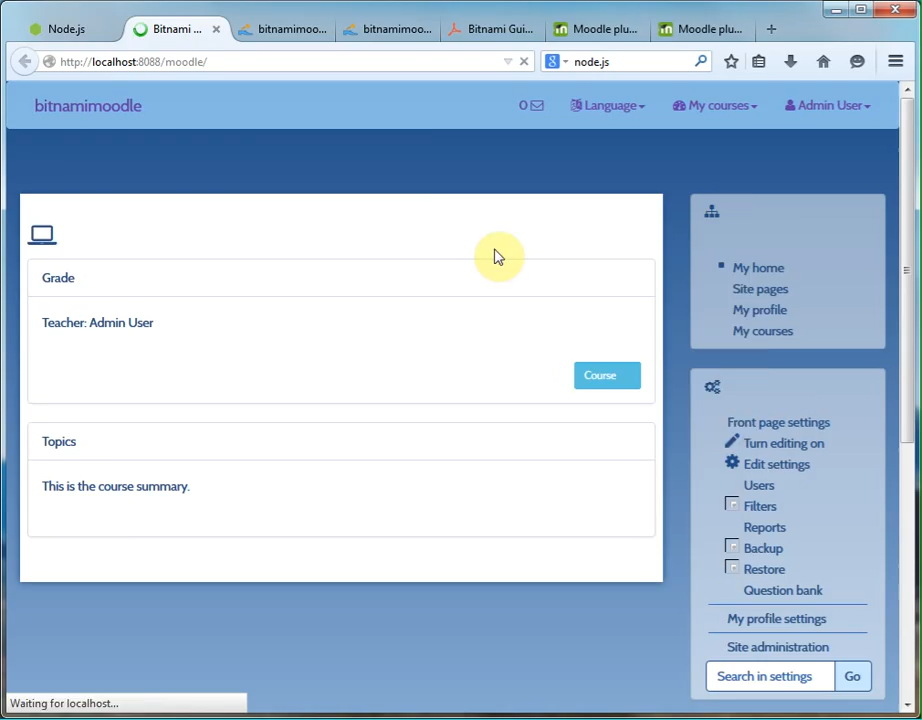 Node.js
Bitnami ...
bitnamimoo...
bitnamimoo...
Bitnami Gui...
Moodle plu...
Moodle plu...
http://localhost:8088/moodle/
node.js
bitnamimoodle
0
Language
My courses
Admin User
Grade
Teacher: Admin User
Course
Topics
This is the course summary.
My home
Site pages
My profile
My courses
Front page settings
Turn editing on
Edit settings
Users
Filters
Reports
Backup
Restore
Question bank
My profile settings
Site administration
Search in settings
Go
Waiting for localhost...